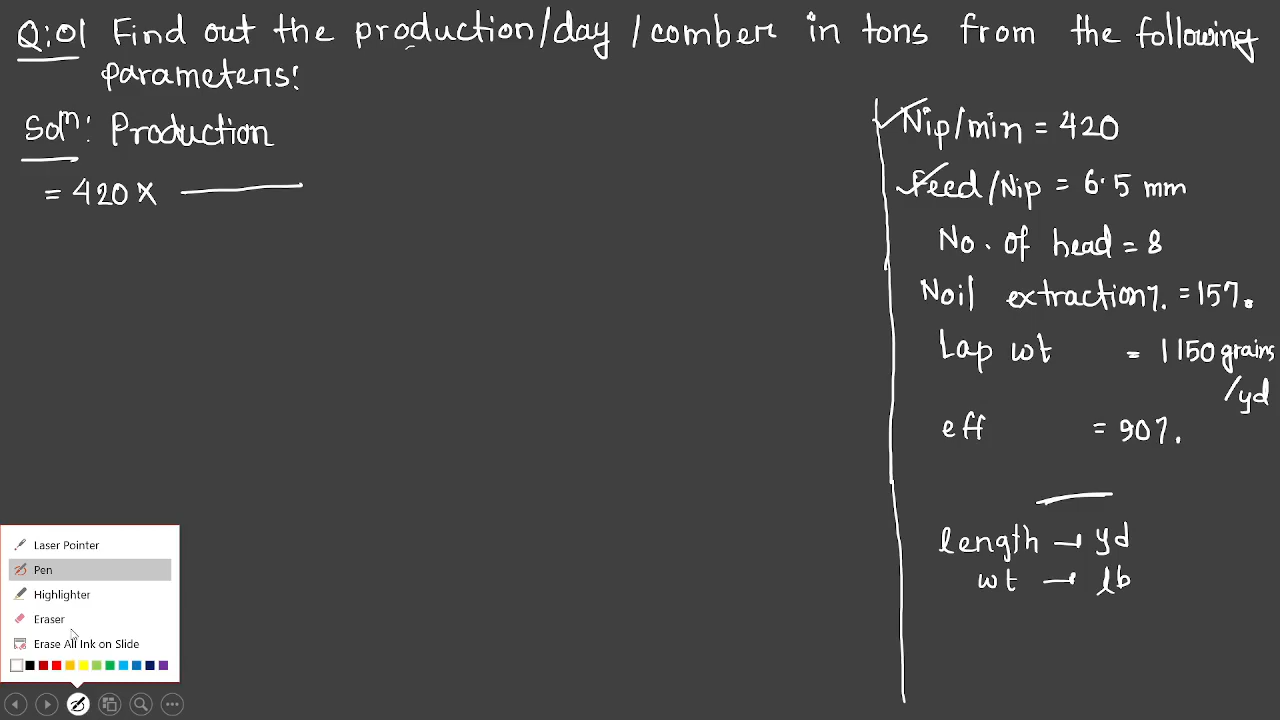 Q:01 Find out the production/day/comber in tons from the following
parameters:
Solⁿ: Production
= 420 X
Nip/min = 420
feed/Nip = 6.5 mm
No. of head = 8
Noil extraction%. = 15%.
Lap wt = 1150 grains
/yd
eff = 90%.
length → yd
wt → lb
Laser Pointer
Pen
Highlighter
Eraser
Erase All Ink on Slide